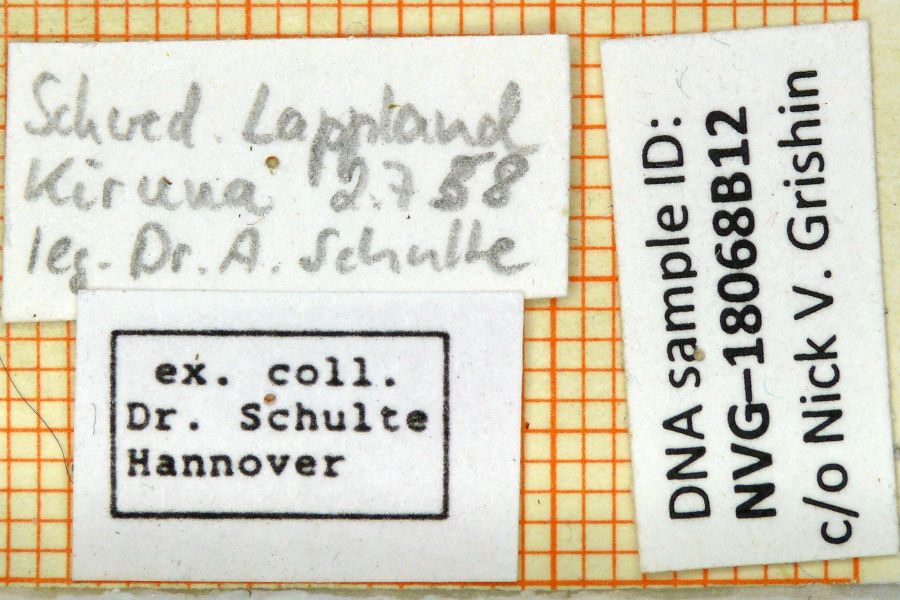 Schwed. Lappland
Kiruna 2.7 58
leg. Dr. A. Schulte
ex. coll.
Dr. Schulte
Hannover
DNA sample ID:
NVG–18068B12
c/o Nick V. Grishin